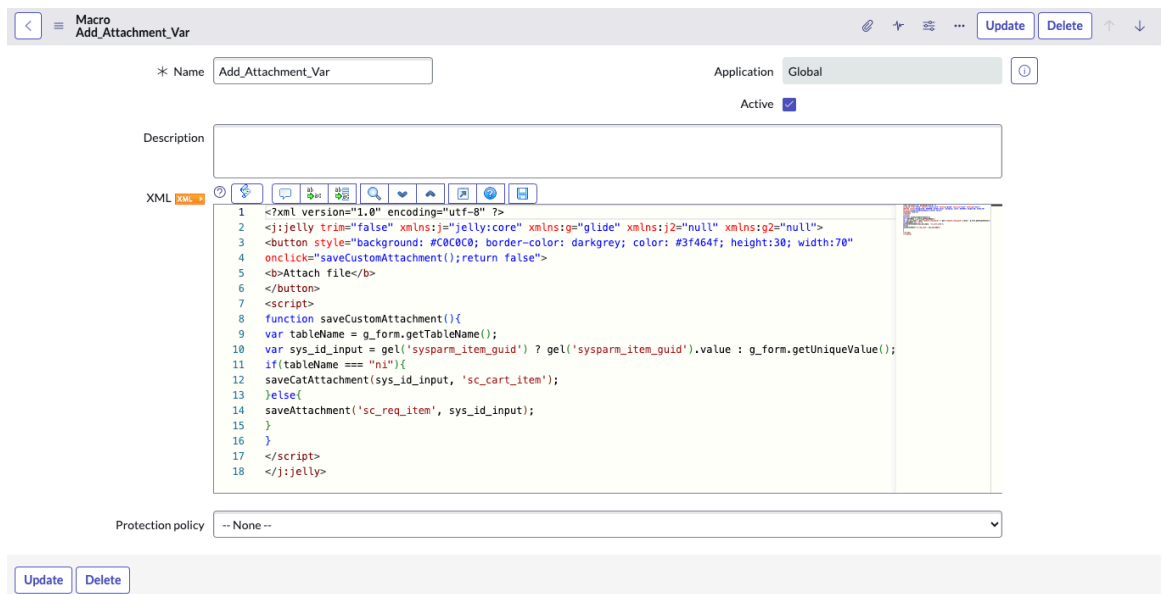 Macro
Add_Attachment_Var
Update
Delete
Name
Add_Attachment_Var
Application
Global
Active
Description
XML
XML
1 <?xml version="1.0" encoding="utf-8" ?>
2 <j:jelly trim="false" xmlns:j="jelly:core" xmlns:g="glide" xmlns:j2="null" xmlns:g2="null">
3 <button style="background: #C0C0C0; border-color: darkgrey; color: #3f464f; height:30; width:70"
4 onclick="saveCustomAttachment();return false">
5 <b>Attach file</b>
6 </button>
7 <script>
8 function saveCustomAttachment(){
9 var tableName = g_form.getTableName();
10 var sys_id_input = gel('sysparm_item_guid') ? gel('sysparm_item_guid').value : g_form.getUniqueValue();
11 if(tableName === "ni"){
12 saveCatAttachment(sys_id_input, 'sc_cart_item');
13 }else{
14 saveAttachment('sc_req_item', sys_id_input);
15 }
16 }
17 </script>
18 </j:jelly>
Protection policy
-- None --
Update
Delete